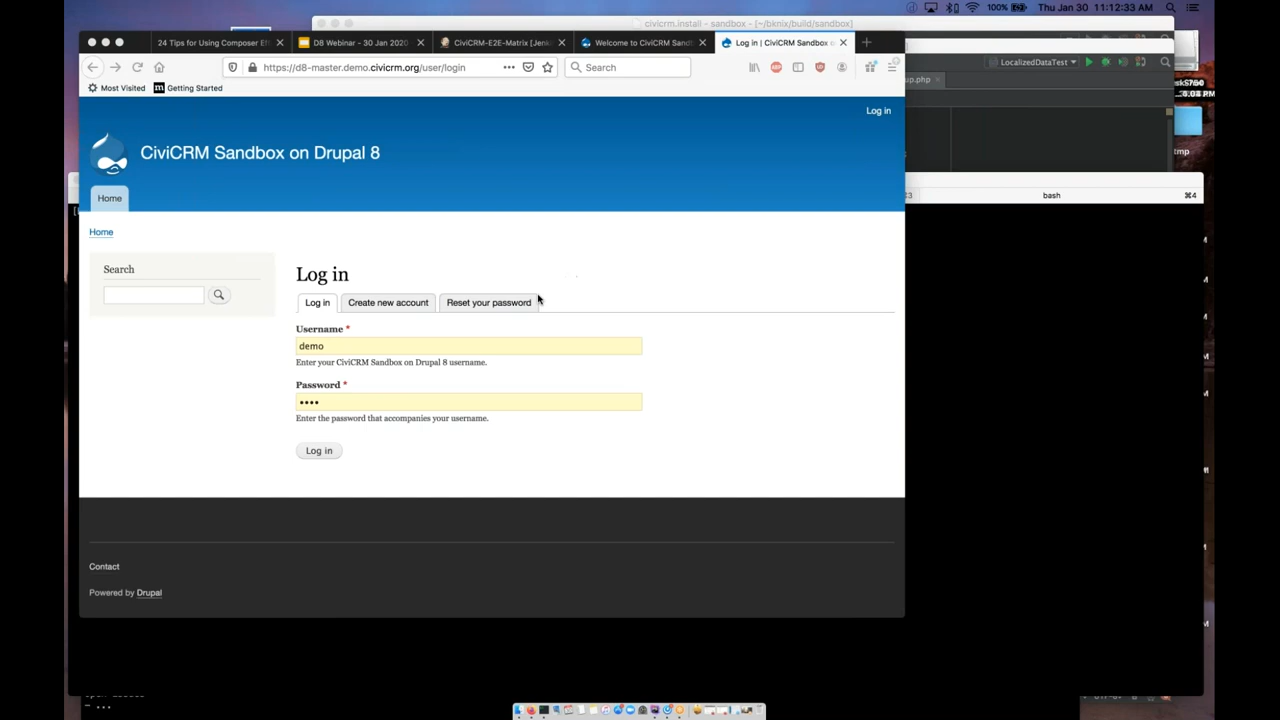 100% Thu Jan 30 11:12:33 AM
civicrm.install - sandbox - [~/bknix/build/sandbox]
24 Tips for Using Composer Ef
D8 Webinar - 30 Jan 2020
CiviCRM-E2E-Matrix [Jenk
Welcome to CiviCRM Sandb
Log in | CiviCRM Sandbox o
LocalizedDataTest
https://d8-master.demo.civicrm.org/user/login
Search
up.php
Most Visited
Getting Started
Log in
CiviCRM Sandbox on Drupal 8
tmp
Home
bash
⌘4
Home
Search
Log in
Log in
Create new account
Reset your password
Username *
demo
Enter your CiviCRM Sandbox on Drupal 8 username.
Password *
••••
Enter the password that accompanies your username.
Log in
Contact
Powered by Drupal